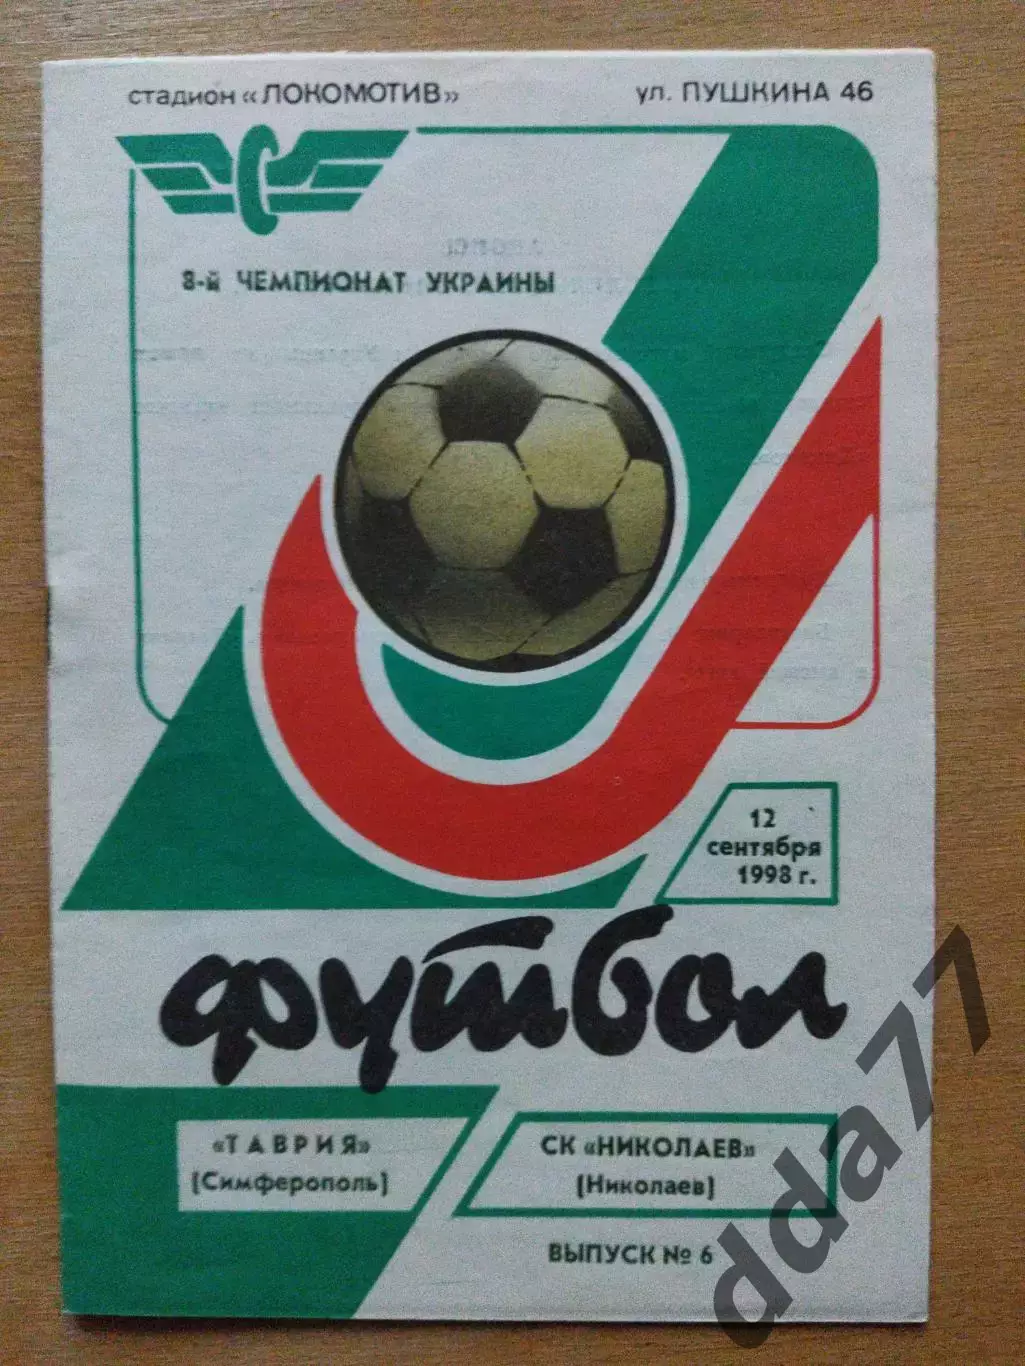 стадион «ЛОКОМОТИВ» ул. ПУШКИНА 46
8-й ЧЕМПИОНАТ УКРАИНЫ
12
сентября
1998 г.
футбол
«ТАВРИЯ»
(Симферополь)
СК «НИКОЛАЕВ»
(Николаев)
ВЫПУСК № 6
dda77